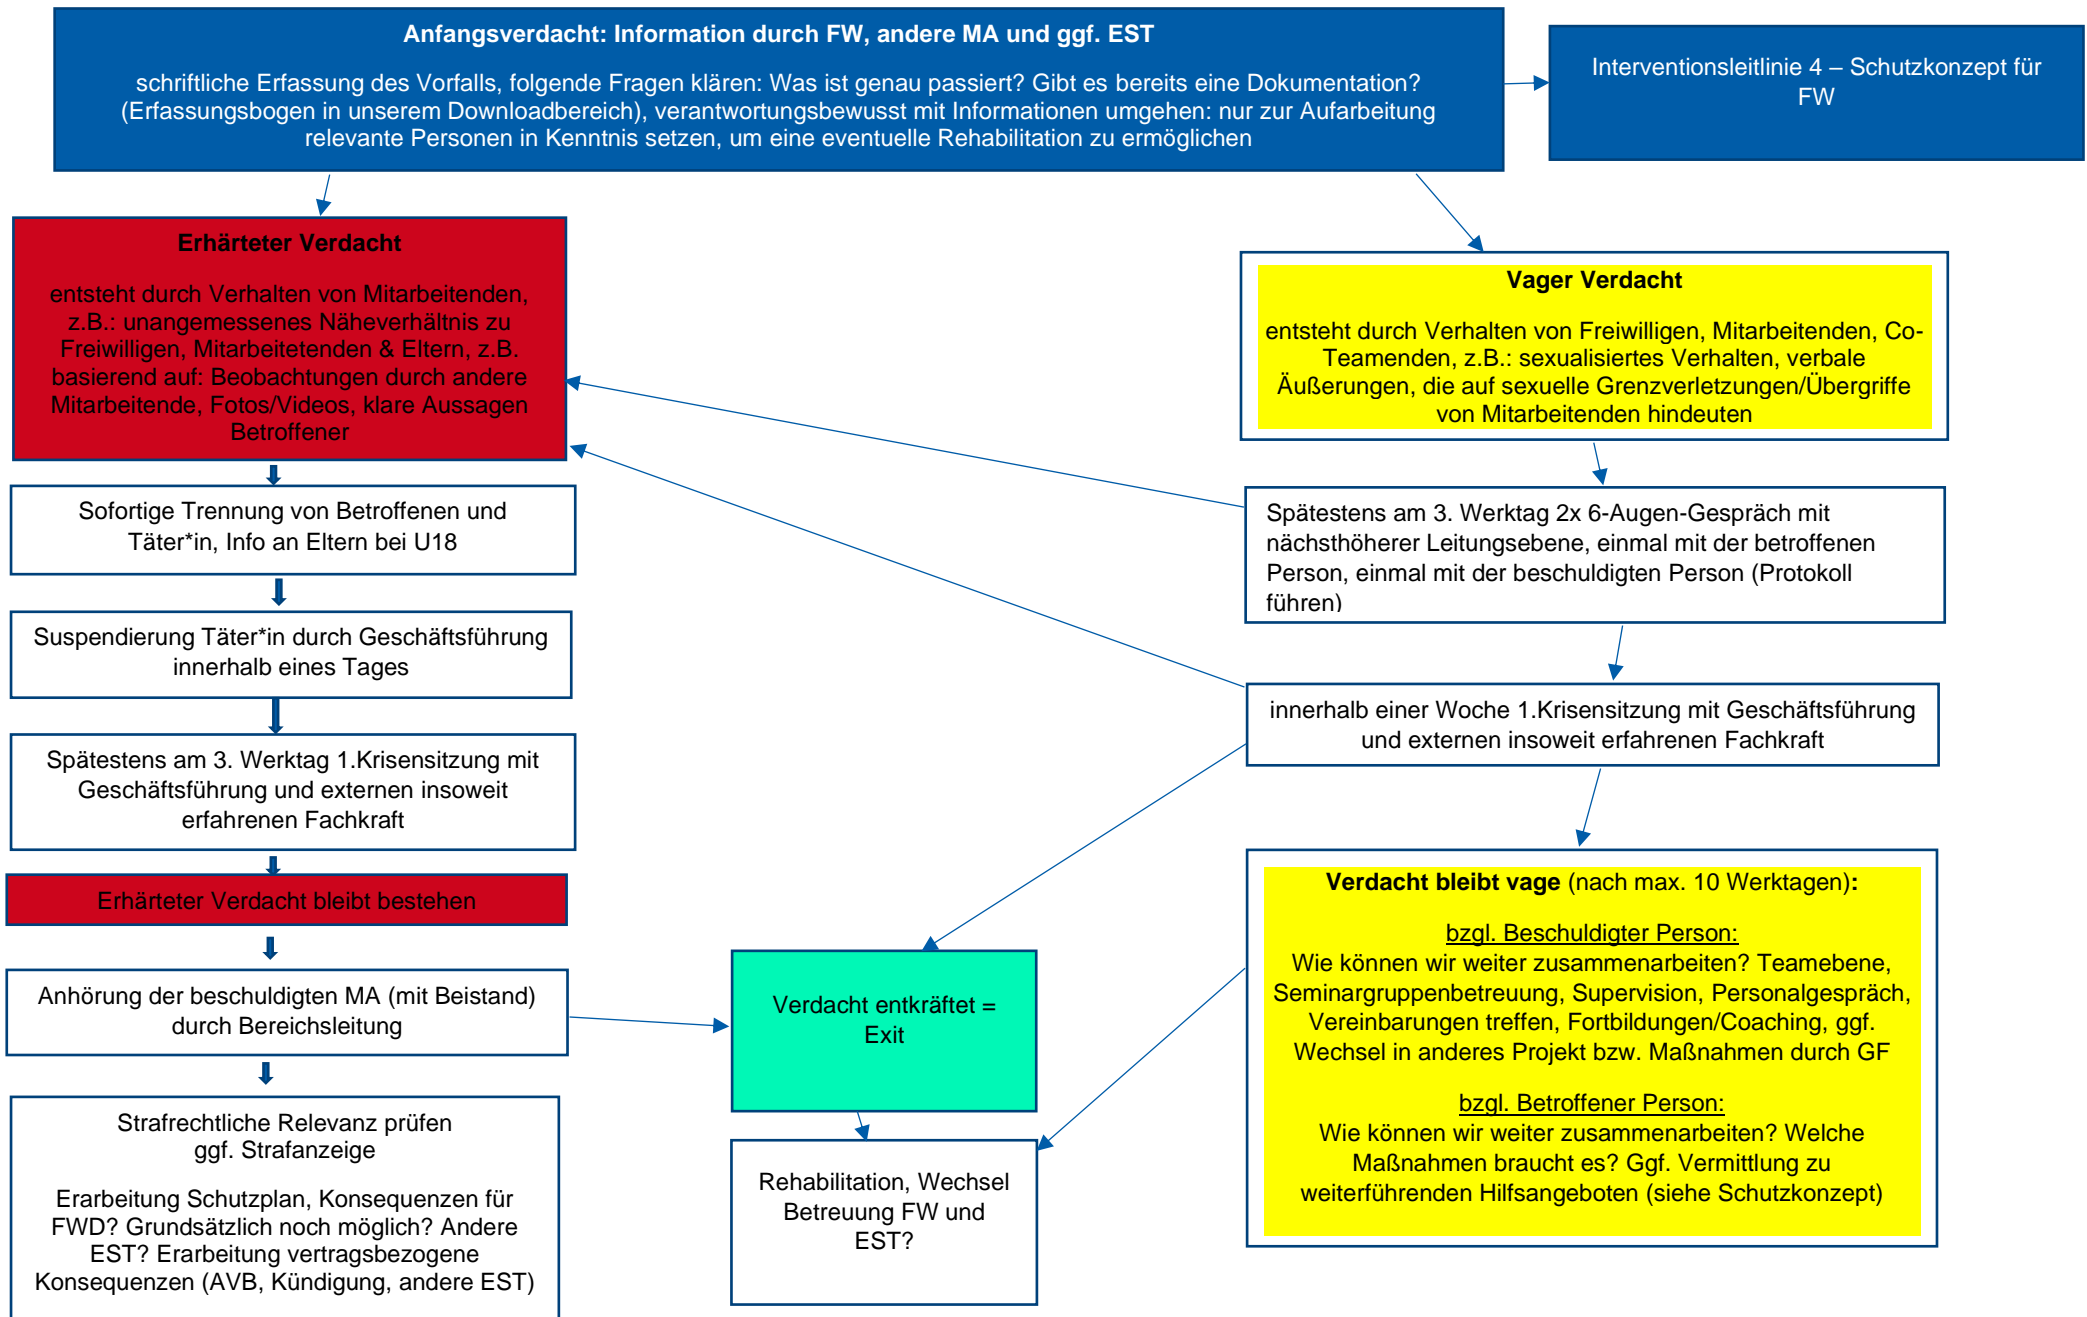 Anfangsverdacht: Information durch FW, andere MA und ggf. EST
schriftliche Erfassung des Vorfalls, folgende Fragen klären: Was ist genau passiert? Gibt es bereits eine Dokumentation?
(Erfassungsbogen in unserem Downloadbereich), verantwortungsbewusst mit Informationen umgehen: nur zur Aufarbeitung
relevante Personen in Kenntnis setzen, um eine eventuelle Rehabilitation zu ermöglichen
Interventionsleitlinie 4 – Schutzkonzept für
FW
Erhärteter Verdacht
entsteht durch Verhalten von Mitarbeitenden,
z.B.: unangemessenes Näheverhältnis zu
Freiwilligen, Mitarbeitetenden & Eltern, z.B.
basierend auf: Beobachtungen durch andere
Mitarbeitende, Fotos/Videos, klare Aussagen
Betroffener
Sofortige Trennung von Betroffenen und
Täter*in, Info an Eltern bei U18
Suspendierung Täter*in durch Geschäftsführung
innerhalb eines Tages
Spätestens am 3. Werktag 1.Krisensitzung mit
Geschäftsführung und externen insoweit
erfahrenen Fachkraft
Erhärteter Verdacht bleibt bestehen
Anhörung der beschuldigten MA (mit Beistand)
durch Bereichsleitung
Strafrechtliche Relevanz prüfen
ggf. Strafanzeige
Erarbeitung Schutzplan, Konsequenzen für
FWD? Grundsätzlich noch möglich? Andere
EST? Erarbeitung vertragsbezogene
Konsequenzen (AVB, Kündigung, andere EST)
Verdacht entkräftet =
Exit
Rehabilitation, Wechsel
Betreuung FW und
EST?
Vager Verdacht
entsteht durch Verhalten von Freiwilligen, Mitarbeitenden, Co-
Teamenden, z.B.: sexualisiertes Verhalten, verbale
Äußerungen, die auf sexuelle Grenzverletzungen/Übergriffe
von Mitarbeitenden hindeuten
Spätestens am 3. Werktag 2x 6-Augen-Gespräch mit
nächsthöherer Leitungsebene, einmal mit der betroffenen
Person, einmal mit der beschuldigten Person (Protokoll
führen)
innerhalb einer Woche 1.Krisensitzung mit Geschäftsführung
und externen insoweit erfahrenen Fachkraft
Verdacht bleibt vage (nach max. 10 Werktagen):
bzgl. Beschuldigter Person:
Wie können wir weiter zusammenarbeiten? Teamebene,
Seminargruppenbetreuung, Supervision, Personalgespräch,
Vereinbarungen treffen, Fortbildungen/Coaching, ggf.
Wechsel in anderes Projekt bzw. Maßnahmen durch GF
bzgl. Betroffener Person:
Wie können wir weiter zusammenarbeiten? Welche
Maßnahmen braucht es? Ggf. Vermittlung zu
weiterführenden Hilfsangeboten (siehe Schutzkonzept)